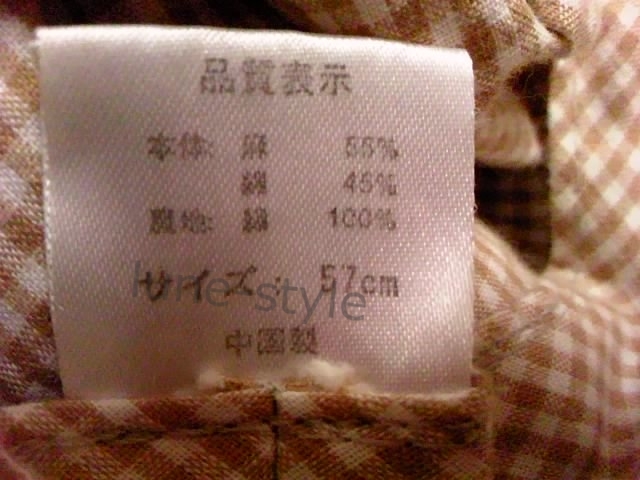 品質表示
本体: 麻 55%
綿 45%
裏地: 綿 100%
サイズ: 57cm
style
中国製